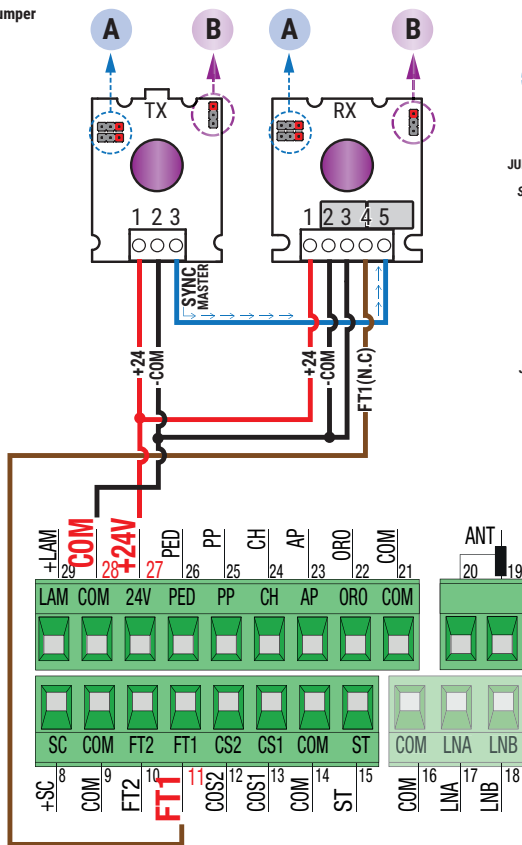 umper
A B A B
TX RX
JU
S
J
1 2 3 1 2 3 4 5
SYNC
MASTER
+24 -COM +24 -COM FT1(N.C)
+LAM COM +24V PED PP CH AP ORO COM ANT
29 28 27 26 25 24 23 22 21 20 19
LAM COM 24V PED PP CH AP ORO COM
SC COM FT2 FT1 CS2 CS1 COM ST COM LNA LNB
8 9 10 11 12 13 14 15 16 17 18
+SC COM FT2 FT1 COS2 COS1 COM ST COM LNA LNB